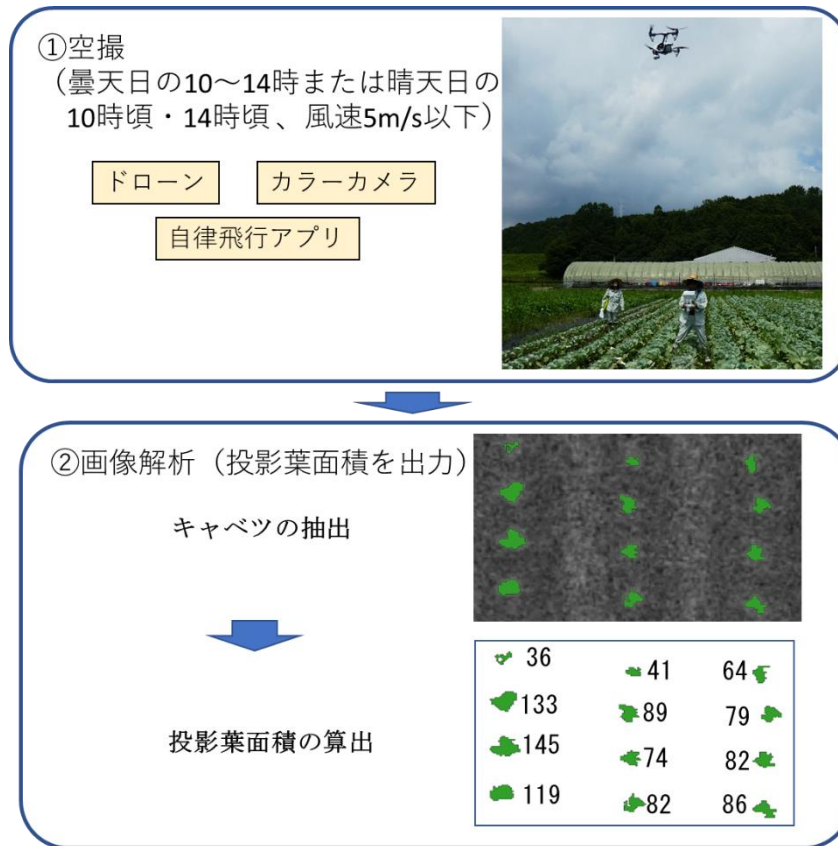 ①空撮
（曇天日の10～14時または晴天日の
10時頃・14時頃、風速5m/s以下）
ドローン
カラーカメラ
自律飛行アプリ
②画像解析（投影葉面積を出力）
キャベツの抽出
投影葉面積の算出
36 41 64
133 89 79
145 74 82
119 82 86